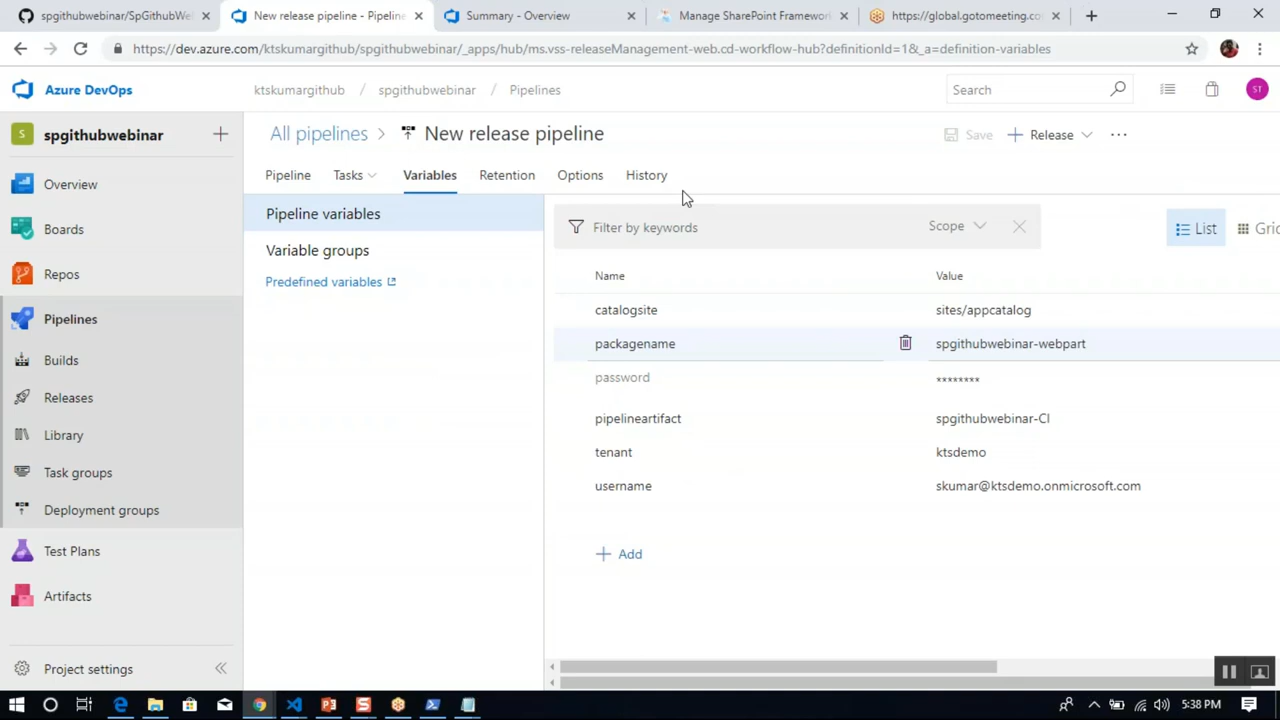 spgithubwebinar/SpGitHubWe
New release pipeline - Pipeline
Summary - Overview
Manage SharePoint Framework
https://global.gotomeeting.co
https://dev.azure.com/ktskumargithub/spgithubwebinar/_apps/hub/ms.vss-releaseManagement-web.cd-workflow-hub?definitionId=1&_a=definition-variables
Azure DevOps
ktskumargithub / spgithubwebinar / Pipelines
Search
ST
S spgithubwebinar
All pipelines > New release pipeline
Save
Release
Overview
Pipeline Tasks Variables Retention Options History
Boards
Pipeline variables
Filter by keywords
Scope
List
Grid
Variable groups
Repos
Predefined variables
Name Value
Pipelines
catalogsite sites/appcatalog
packagename spgithubwebinar-webpart
Builds
password ********
Releases
pipelineartifact spgithubwebinar-CI
Library
tenant ktsdemo
Task groups
username skumar@ktsdemo.onmicrosoft.com
Deployment groups
Add
Test Plans
Artifacts
Project settings
5:38 PM